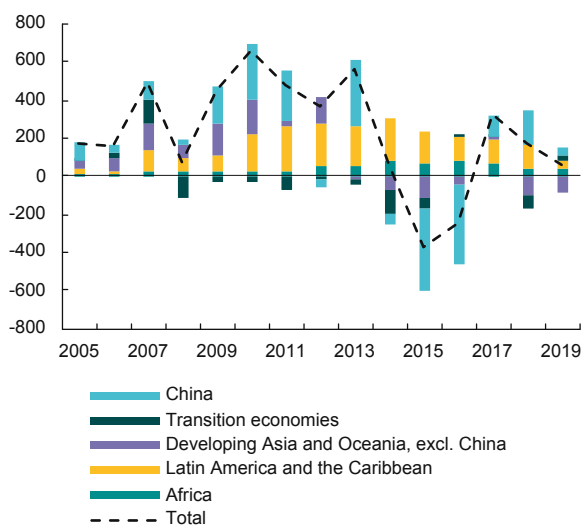 800
600
400
200
0
-200
-400
-600
-800
2005 2007 2009 2011 2013 2015 2017 2019
China
Transition economies
Developing Asia and Oceania, excl. China
Latin America and the Caribbean
Africa
Total